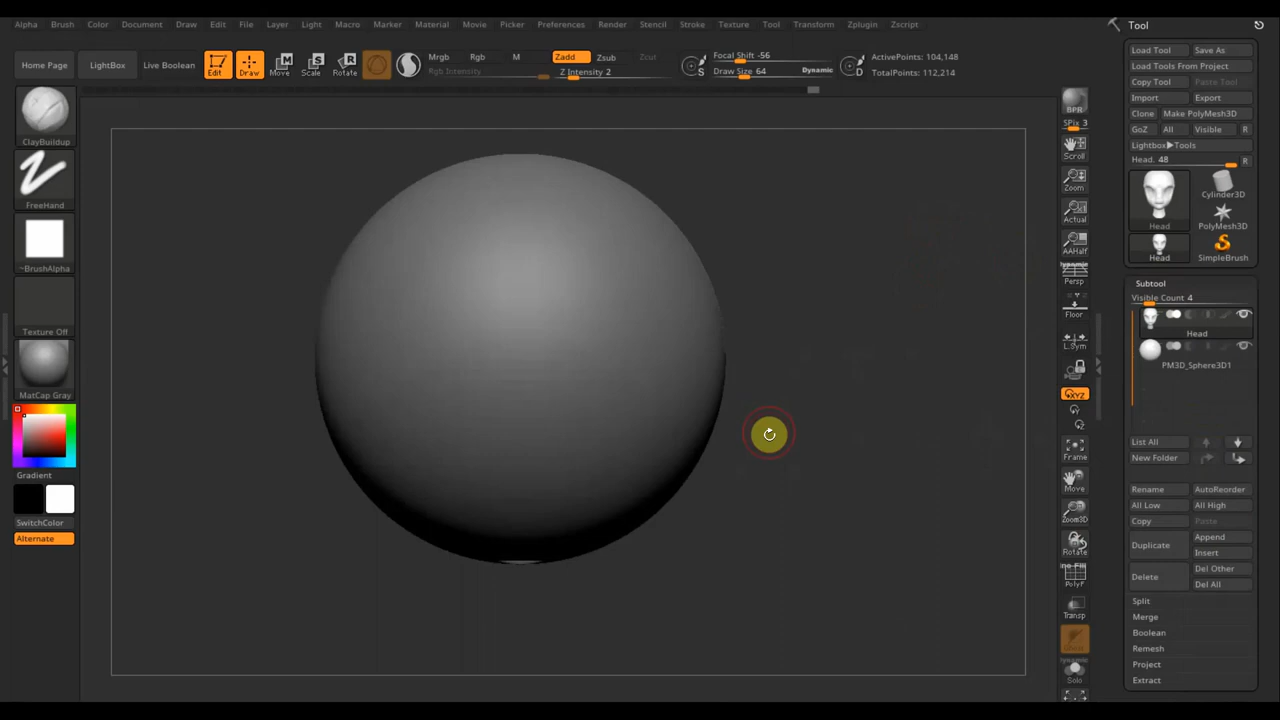 Alpha Brush Color Document Draw Edit File Layer Light Macro Marker Material Movie Picker Preferences Render Stencil Stroke Texture Tool Transform Zplugin Zscript
Tool
Home Page
LightBox
Live Boolean
Edit
Draw
Move
Scale
Rotate
Mrgb Rgb M Zadd Zsub Zcut
Rgb Intensity Z Intensity 2
S
Focal Shift -56
Draw Size 64 Dynamic
D
ActivePoints: 104,148
TotalPoints: 112,214
ClayBuildup
FreeHand
~BrushAlpha
Texture Off
MatCap Gray
Gradient
SwitchColor
Alternate
BPR
SPix 3
Scroll
Zoom
Actual
AAHalf
Dynamic
Persp
Floor
L.Sym
XYZ
Frame
Move
Zoom3D
Rotate
PolyF
Transp
Dynamic
Solo
Load Tool Save As
Load Tools From Project
Copy Tool Paste Tool
Import Export
Clone Make PolyMesh3D
GoZ All Visible R
Lightbox▶Tools
Head. 48 R
Head
Cylinder3D
PolyMesh3D
Head
SimpleBrush
Subtool
Visible Count 4
Head
PM3D_Sphere3D1
List All
New Folder
Rename AutoReorder
All Low All High
Copy Paste
Duplicate
Append
Insert
Delete
Del Other
Del All
Split
Merge
Boolean
Remesh
Project
Extract